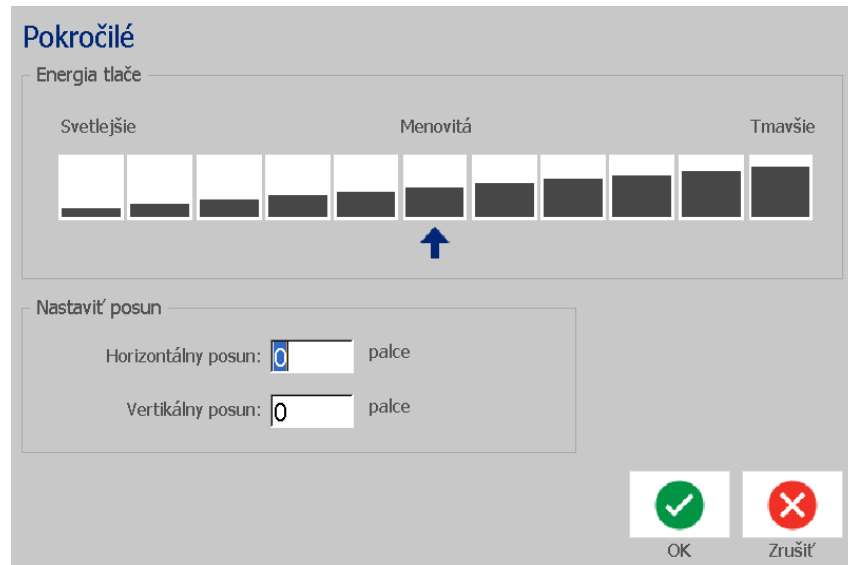 Pokročilé
Energia tlače
Svetlejšie Menovitá Tmavšie
Nastaviť posun
Horizontálny posun: 0 palce
Vertikálny posun: 0 palce
OK Zrušiť